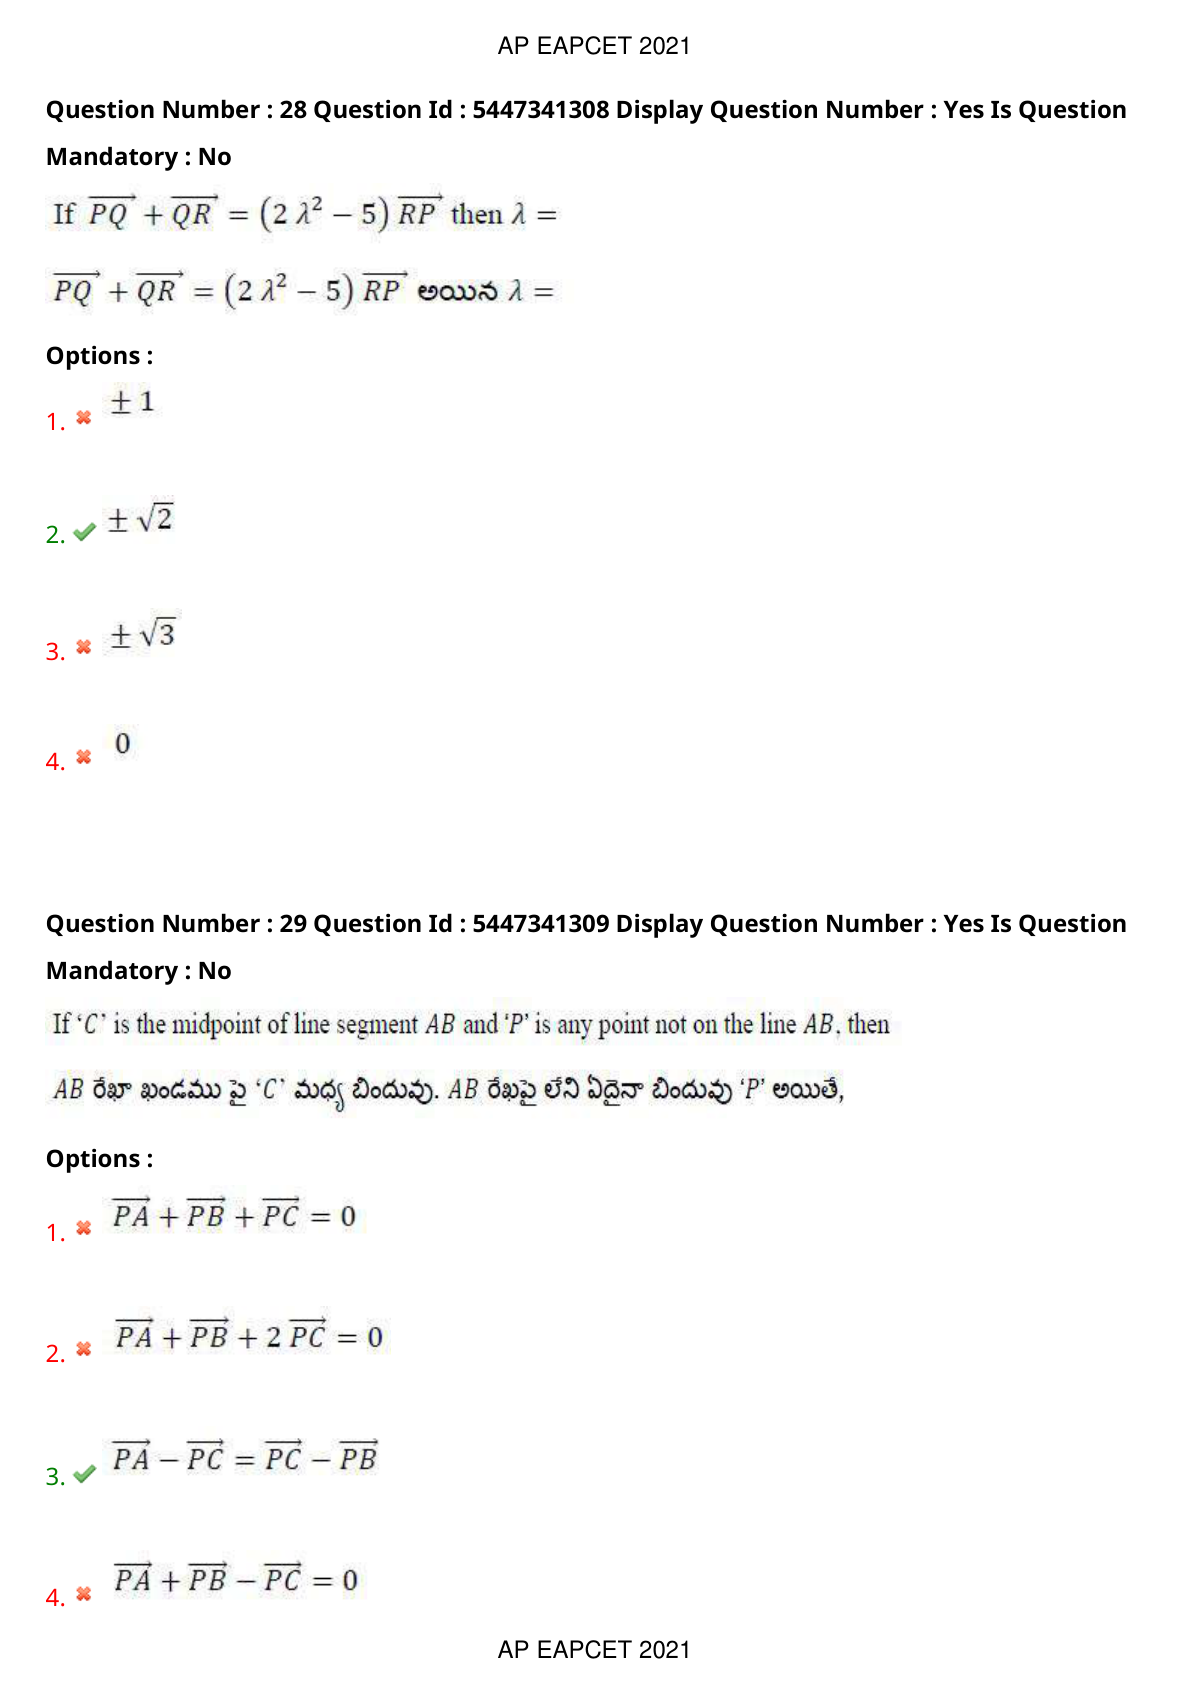 AP EAPCET 2021
Question Number : 28 Question Id : 5447341308 Display Question Number : Yes Is Question
Mandatory : No
If $\overrightarrow{PQ} + \overrightarrow{QR} = (2\lambda^2 - 5)\overrightarrow{RP}$ then $\lambda =$
$\overrightarrow{PQ} + \overrightarrow{QR} = (2\lambda^2 - 5)\overrightarrow{RP}$ అయిన $\lambda =$
Options :
1. ✖ $\pm 1$
2. ✔ $\pm \sqrt{2}$
3. ✖ $\pm \sqrt{3}$
4. ✖ 0
Question Number : 29 Question Id : 5447341309 Display Question Number : Yes Is Question
Mandatory : No
If ‘C’ is the midpoint of line segment AB and ‘P’ is any point not on the line AB, then
AB రేఖా ఖండము పై ‘C’ మధ్య బిందువు. AB రేఖపై లేని ఏదైనా బిందువు ‘P’ అయితే,
Options :
1. ✖ $\overrightarrow{PA} + \overrightarrow{PB} + \overrightarrow{PC} = 0$
2. ✖ $\overrightarrow{PA} + \overrightarrow{PB} + 2\overrightarrow{PC} = 0$
3. ✔ $\overrightarrow{PA} - \overrightarrow{PC} = \overrightarrow{PC} - \overrightarrow{PB}$
4. ✖ $\overrightarrow{PA} + \overrightarrow{PB} - \overrightarrow{PC} = 0$
AP EAPCET 2021